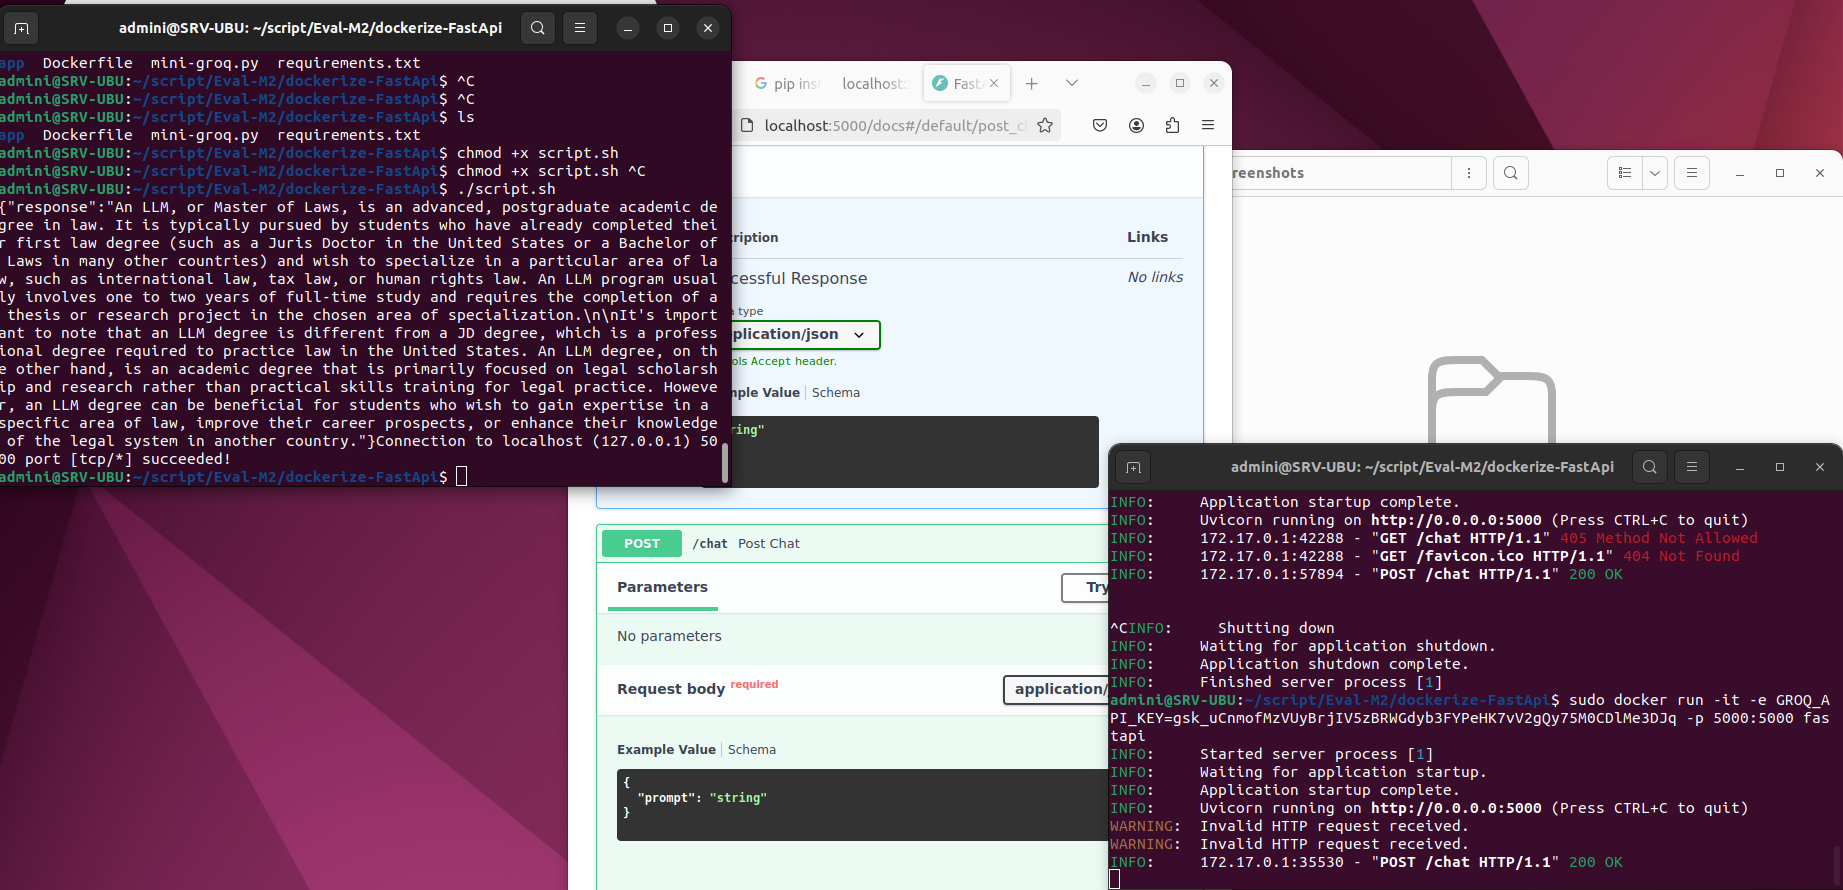 admini@SRV-UBU: ~/script/Eval-M2/dockerize-FastApi
app  Dockerfile  mini-groq.py  requirements.txt
admini@SRV-UBU:~/script/Eval-M2/dockerize-FastApi$ ^C
admini@SRV-UBU:~/script/Eval-M2/dockerize-FastApi$ ^C
admini@SRV-UBU:~/script/Eval-M2/dockerize-FastApi$ ls
app  Dockerfile  mini-groq.py  requirements.txt
admini@SRV-UBU:~/script/Eval-M2/dockerize-FastApi$ chmod +x script.sh
admini@SRV-UBU:~/script/Eval-M2/dockerize-FastApi$ chmod +x script.sh ^C
admini@SRV-UBU:~/script/Eval-M2/dockerize-FastApi$ ./script.sh
{"response":"An LLM, or Master of Laws, is an advanced, postgraduate academic de
gree in law. It is typically pursued by students who have already completed thei
r first law degree (such as a Juris Doctor in the United States or a Bachelor of
 Laws in many other countries) and wish to specialize in a particular area of la
w, such as international law, tax law, or human rights law. An LLM program usual
ly involves one to two years of full-time study and requires the completion of a
 thesis or research project in the chosen area of specialization.\n\nIt's import
ant to note that an LLM degree is different from a JD degree, which is a profess
ional degree required to practice law in the United States. An LLM degree, on th
e other hand, is an academic degree that is primarily focused on legal scholarsh
ip and research rather than practical skills training for legal practice. Howeve
r, an LLM degree can be beneficial for students who wish to gain expertise in a
specific area of law, improve their career prospects, or enhance their knowledge
 of the legal system in another country."}Connection to localhost (127.0.0.1) 50
00 port [tcp/*] succeeded!
admini@SRV-UBU:~/script/Eval-M2/dockerize-FastApi$
pip inst
localhost:5
FastA
localhost:5000/docs#/default/post_c
ription
Links
cessful Response
No links
a type
plication/json
ols Accept header.
mple Value | Schema
ring"
POST /chat Post Chat
Parameters
Try
No parameters
Request body required
application/
Example Value | Schema
{
  "prompt": "string"
}
reenshots
admini@SRV-UBU: ~/script/Eval-M2/dockerize-FastApi
INFO:     Application startup complete.
INFO:     Uvicorn running on http://0.0.0.0:5000 (Press CTRL+C to quit)
INFO:     172.17.0.1:42288 - "GET /chat HTTP/1.1" 405 Method Not Allowed
INFO:     172.17.0.1:42288 - "GET /favicon.ico HTTP/1.1" 404 Not Found
INFO:     172.17.0.1:57894 - "POST /chat HTTP/1.1" 200 OK
^CINFO:     Shutting down
INFO:     Waiting for application shutdown.
INFO:     Application shutdown complete.
INFO:     Finished server process [1]
admini@SRV-UBU:~/script/Eval-M2/dockerize-FastApi$ sudo docker run -it -e GROQ_A
PI_KEY=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 -p 5000:5000 fas
tapi
INFO:     Started server process [1]
INFO:     Waiting for application startup.
INFO:     Application startup complete.
INFO:     Uvicorn running on http://0.0.0.0:5000 (Press CTRL+C to quit)
WARNING:  Invalid HTTP request received.
WARNING:  Invalid HTTP request received.
INFO:     172.17.0.1:35530 - "POST /chat HTTP/1.1" 200 OK